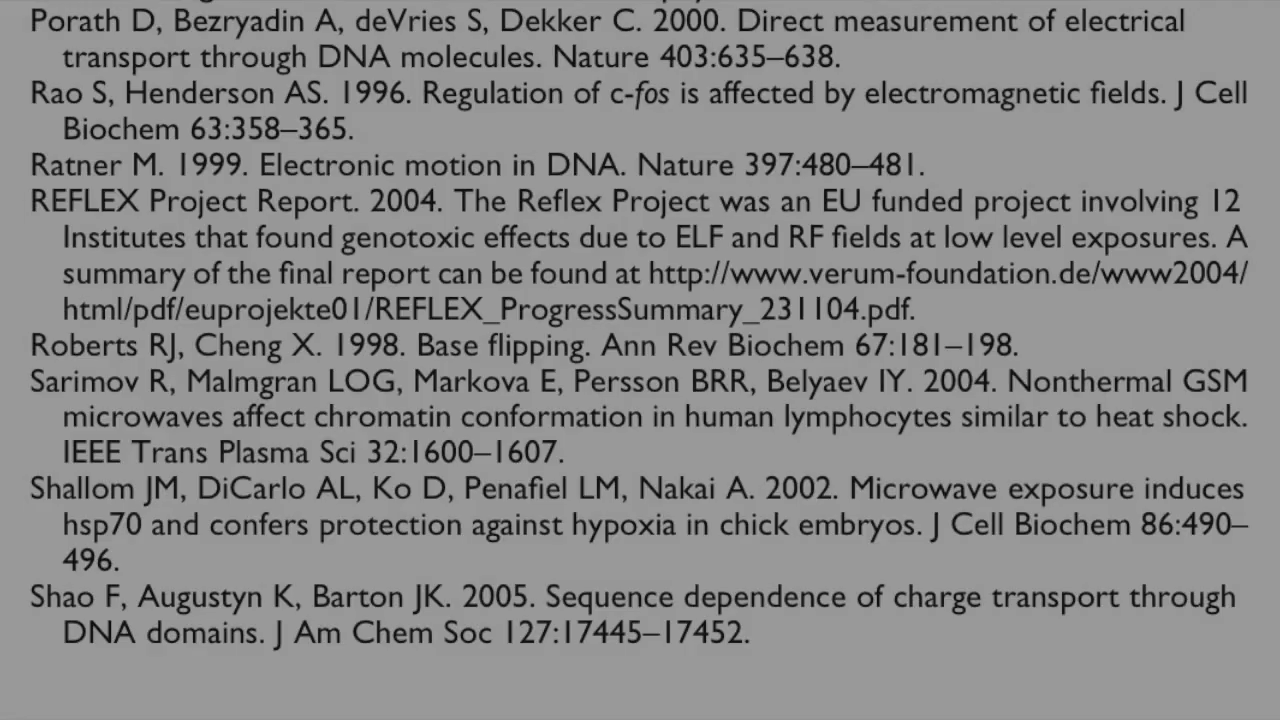 Porath D, Bezryadin A, deVries S, Dekker C. 2000. Direct measurement of electrical
transport through DNA molecules. Nature 403:635–638.
Rao S, Henderson AS. 1996. Regulation of c-fos is affected by electromagnetic fields. J Cell
Biochem 63:358–365.
Ratner M. 1999. Electronic motion in DNA. Nature 397:480–481.
REFLEX Project Report. 2004. The Reflex Project was an EU funded project involving 12
Institutes that found genotoxic effects due to ELF and RF fields at low level exposures. A
summary of the final report can be found at http://www.verum-foundation.de/www2004/
html/pdf/euprojekte01/REFLEX_ProgressSummary_231104.pdf.
Roberts RJ, Cheng X. 1998. Base flipping. Ann Rev Biochem 67:181–198.
Sarimov R, Malmgran LOG, Markova E, Persson BRR, Belyaev IY. 2004. Nonthermal GSM
microwaves affect chromatin conformation in human lymphocytes similar to heat shock.
IEEE Trans Plasma Sci 32:1600–1607.
Shallom JM, DiCarlo AL, Ko D, Penafiel LM, Nakai A. 2002. Microwave exposure induces
hsp70 and confers protection against hypoxia in chick embryos. J Cell Biochem 86:490–
496.
Shao F, Augustyn K, Barton JK. 2005. Sequence dependence of charge transport through
DNA domains. J Am Chem Soc 127:17445–17452.